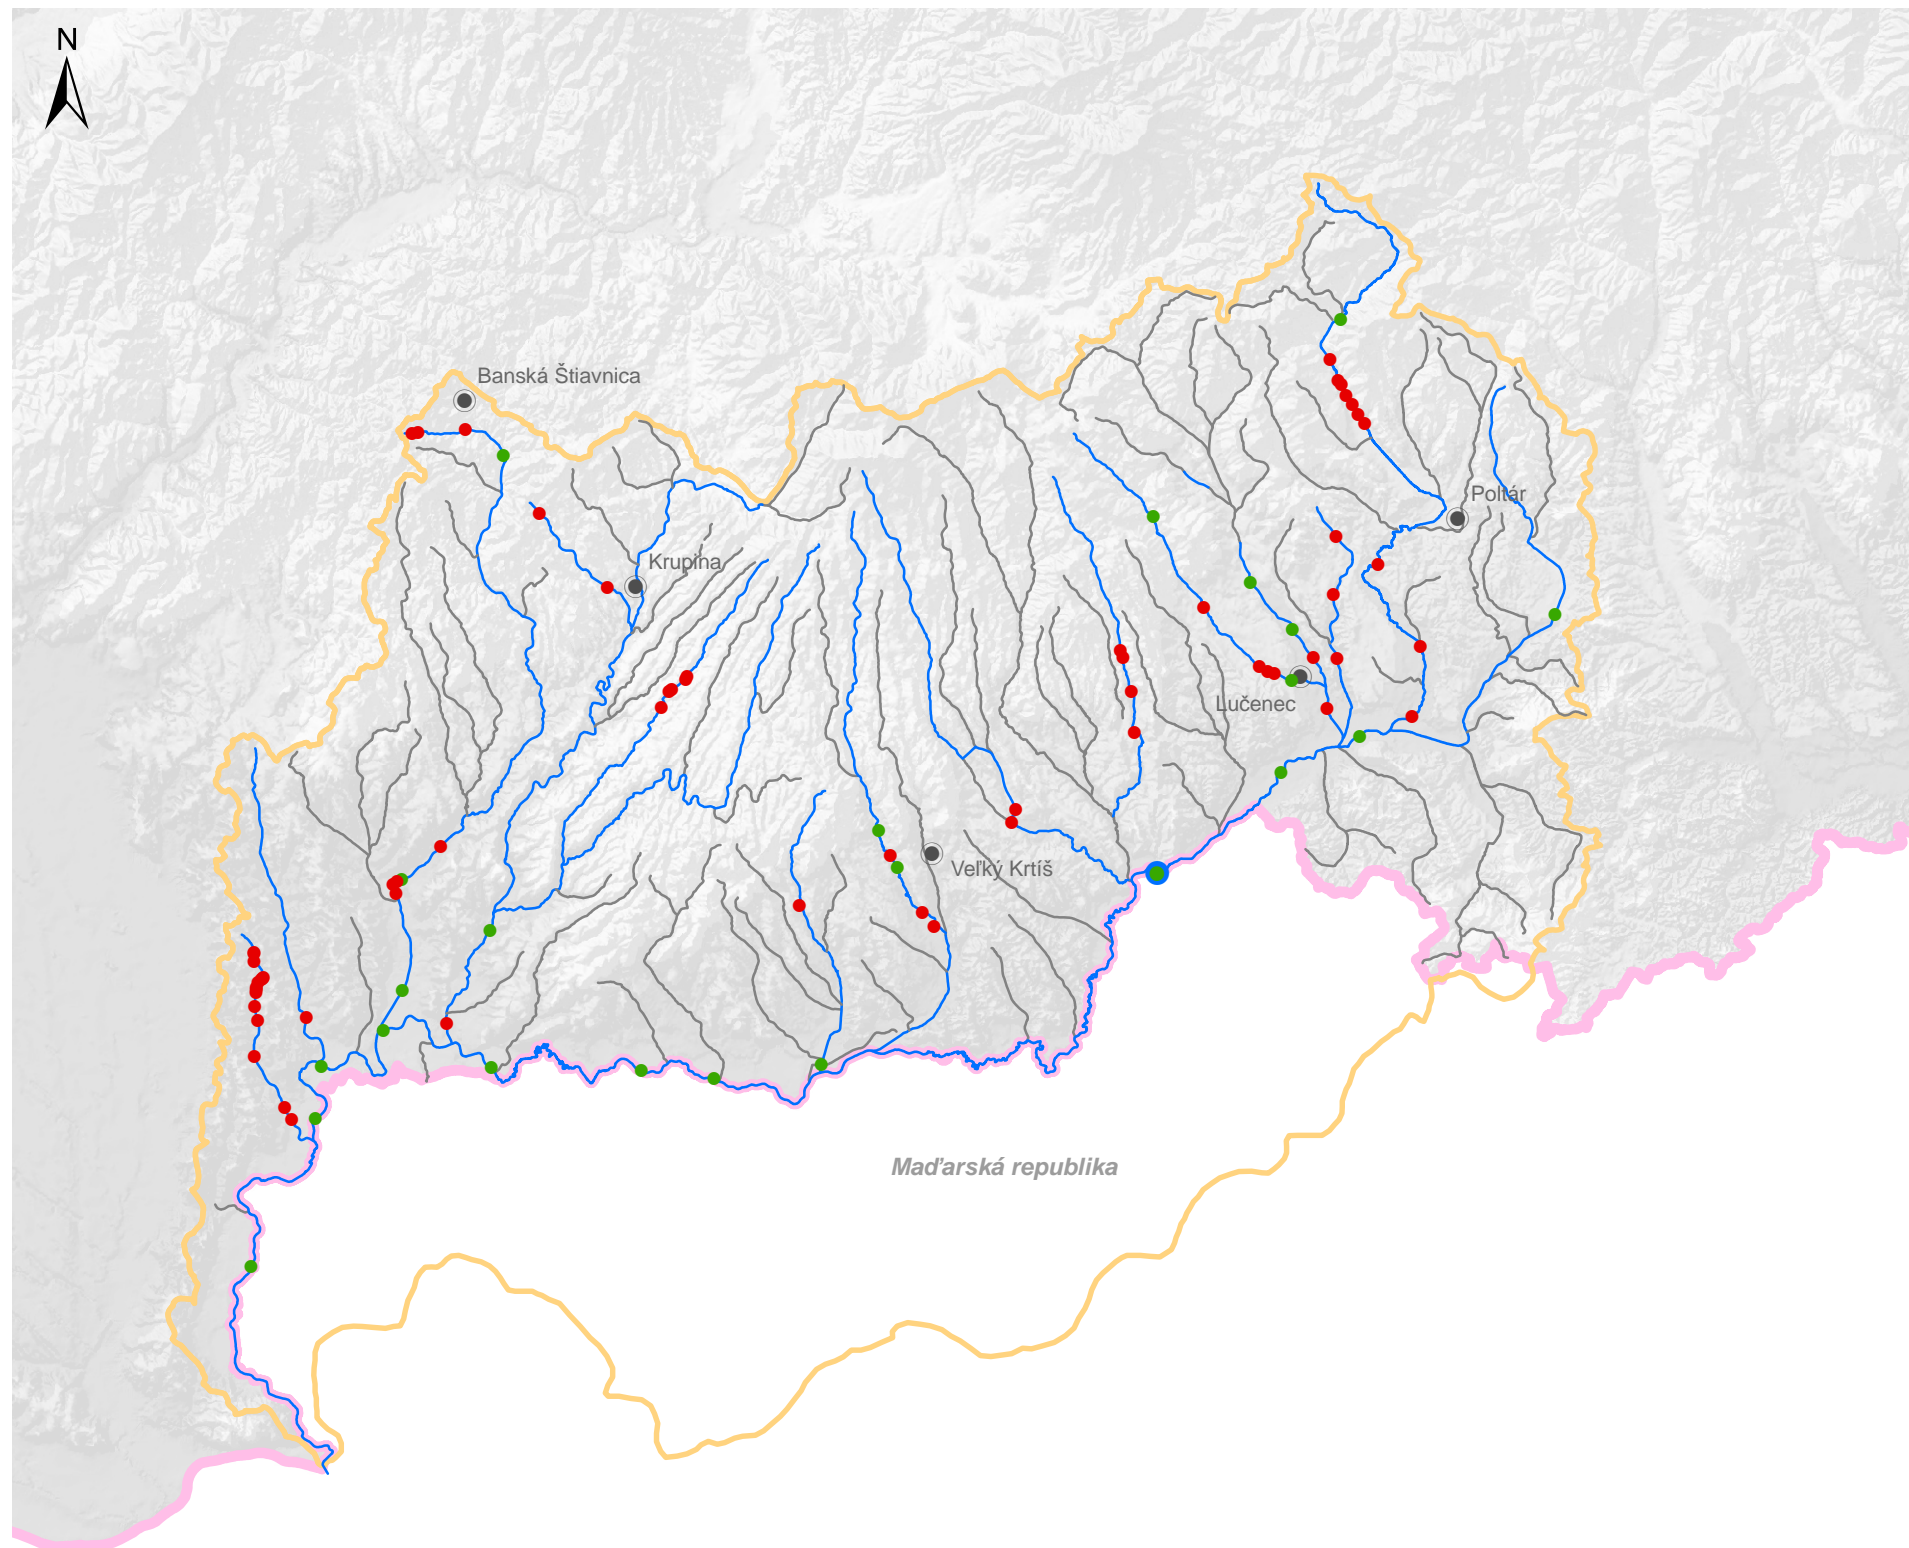 N
Banská Štiavnica
Poltár
Krupina
Lučenec
Veľký Krtíš
Maďarská republika